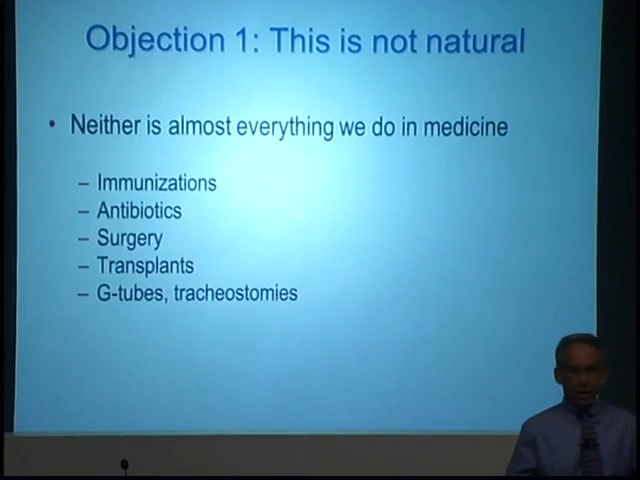 Objection 1: This is not natural
• Neither is almost everything we do in medicine
– Immunizations
– Antibiotics
– Surgery
– Transplants
– G-tubes, tracheostomies